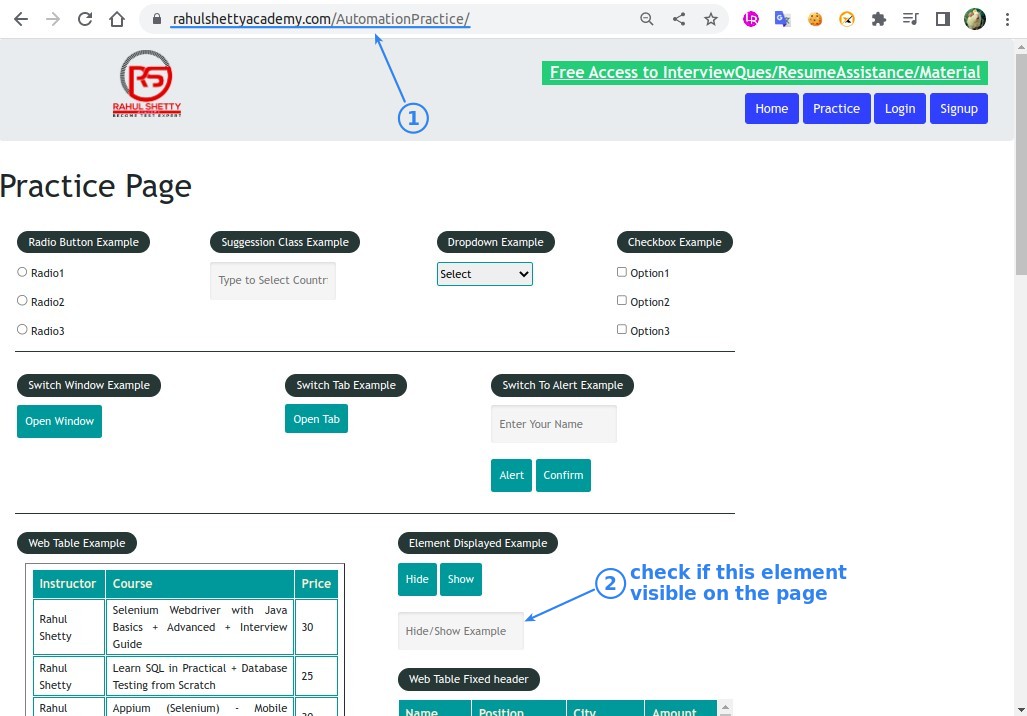 rahulshettyacademy.com/AutomationPractice/
RS
RAHUL SHETTY
BECOME TEST EXPERT
Free Access to InterviewQues/ResumeAssistance/Material
1
Home Practice Login Signup
Practice Page
Radio Button Example Suggession Class Example Dropdown Example Checkbox Example
Radio1 Type to Select Countr Select Option1
Radio2 Option2
Radio3 Option3
Switch Window Example Switch Tab Example Switch To Alert Example
Open Window Open Tab Enter Your Name
Alert Confirm
Web Table Example Element Displayed Example
Hide Show
2 check if this element
visible on the page
Hide/Show Example
Instructor Course Price
Rahul Shetty Selenium Webdriver with Java
Basics + Advanced + Interview
Guide 30
Rahul Shetty Learn SQL in Practical + Database
Testing from Scratch 25
Rahul Appium (Selenium) - Mobile
Web Table Fixed header
Name Position City Amount